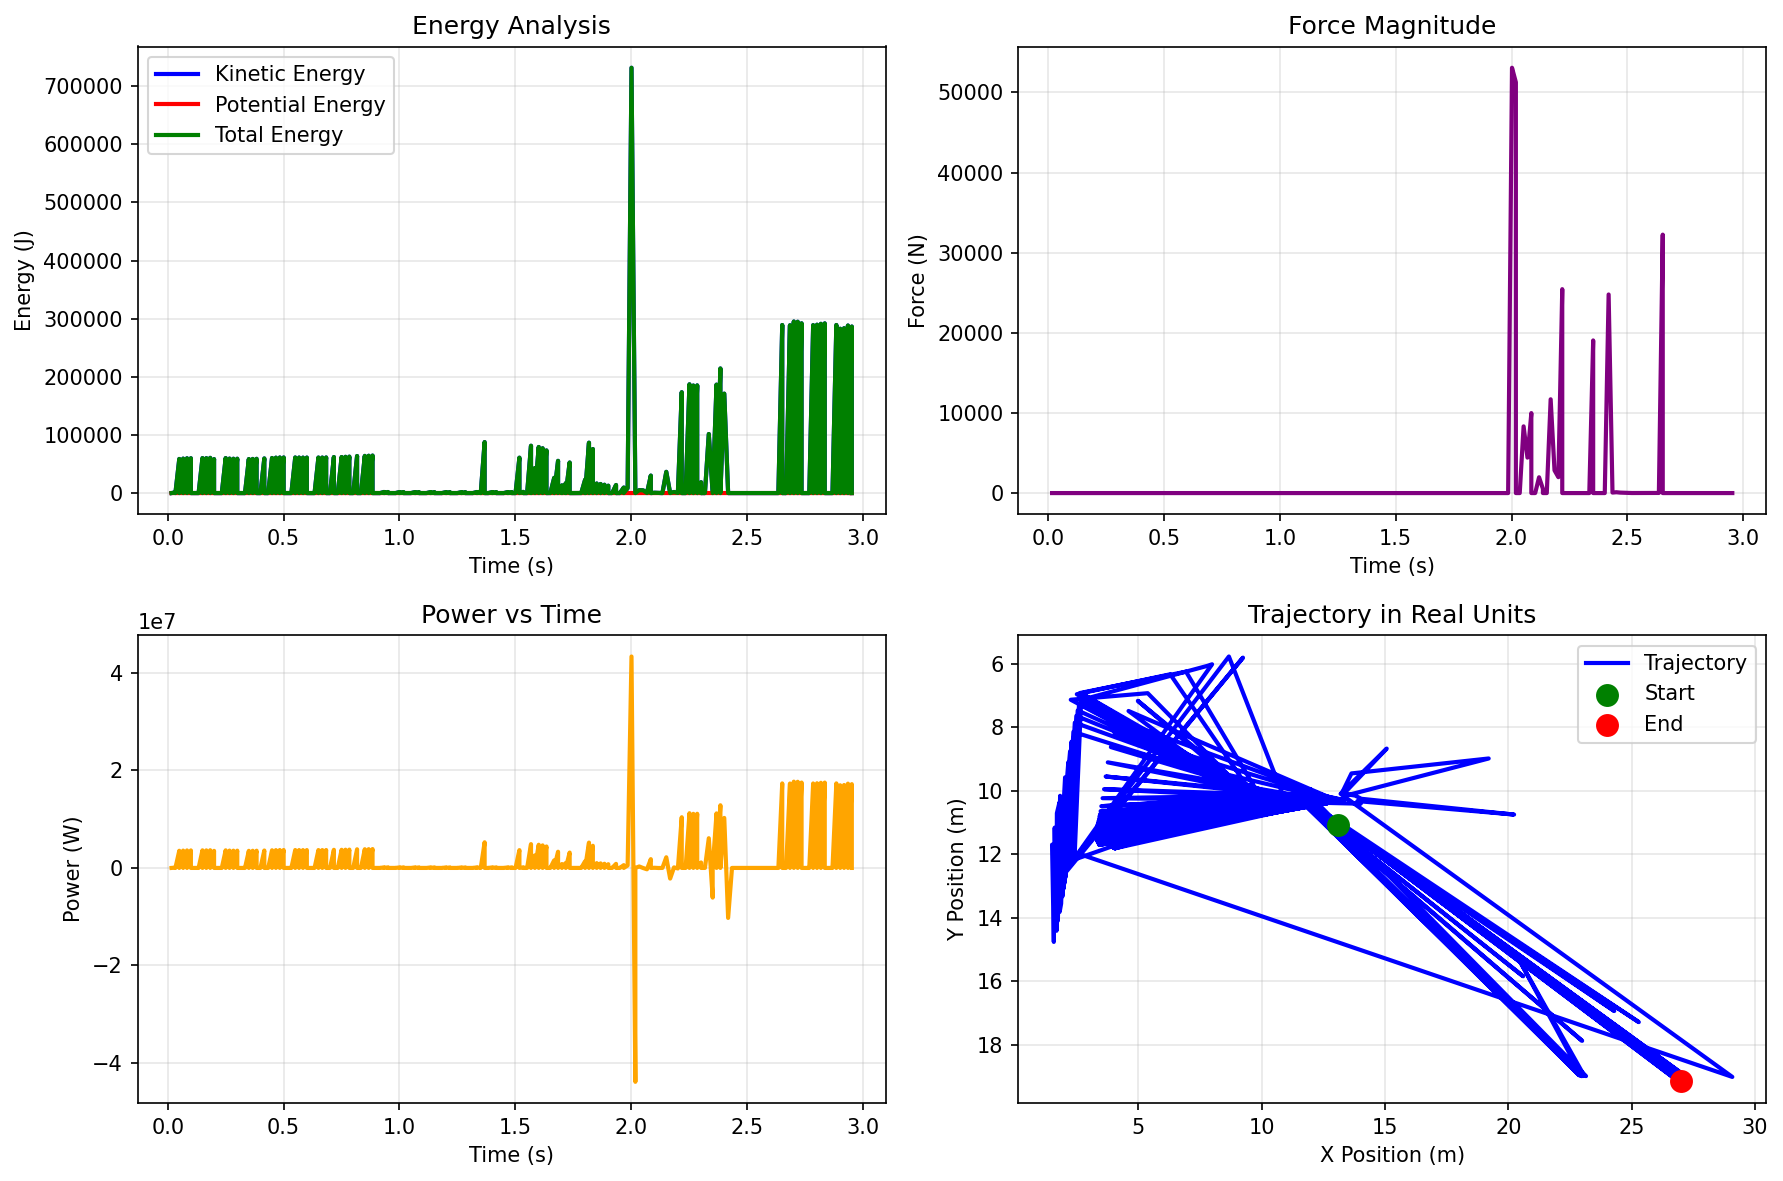 Energy Analysis
Kinetic Energy
Potential Energy
Total Energy
700000
600000
500000
400000
300000
200000
100000
0
Energy (J)
0.0 0.5 1.0 1.5 2.0 2.5 3.0
Time (s)
Force Magnitude
50000
40000
30000
20000
10000
0
Force (N)
0.0 0.5 1.0 1.5 2.0 2.5 3.0
Time (s)
Power vs Time
1e7
4
2
0
−2
−4
Power (W)
0.0 0.5 1.0 1.5 2.0 2.5 3.0
Time (s)
Trajectory in Real Units
Trajectory
Start
End
6
8
10
12
14
16
18
Y Position (m)
5 10 15 20 25 30
X Position (m)